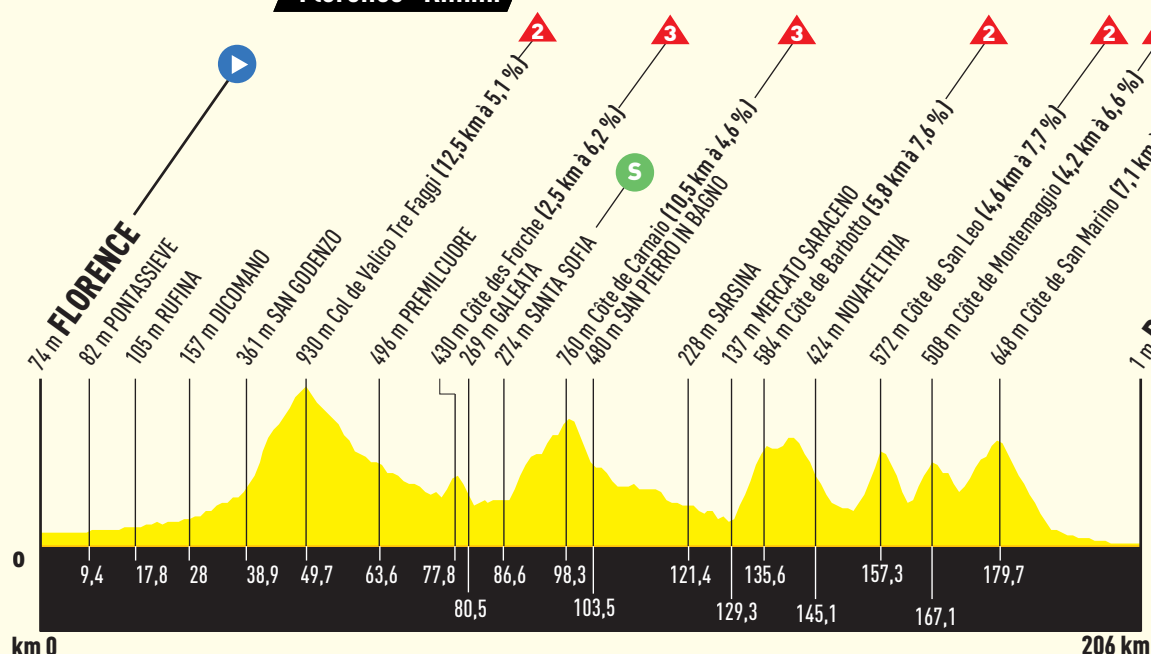 2
3
3
2
2
S
74 m FLORENCE
82 m PONTASSIEVE
105 m RUFINA
157 m DICOMANO
361 m SAN GODENZO
930 m Col de Valico Tre Faggi (12,5 km à 5,1 %)
496 m PREMILCUORE
430 m Côte des Forche (2,5 km à 6,2 %)
269 m GALEATA
274 m SANTA SOFIA
760 m Côte de Carnaio (10,5 km à 4,6 %)
480 m SAN PIERRO IN BAGNO
228 m SARSINA
137 m MERCATO SARACENO
584 m Côte de Barbotto (5,8 km à 7,6 %)
424 m NOVAFELTRIA
572 m Côte de San Leo (4,6 km à 7,7 %)
508 m Côte de Montemaggio (4,2 km à 6,6 %)
648 m Côte de San Marino (7,1 km
1 m
0
9,4 17,8 28 38,9 49,7 63,6 77,8 86,6 98,3 121,4 135,6 157,3 179,7
80,5 103,5 129,3 145,1 167,1
km 0 206 km